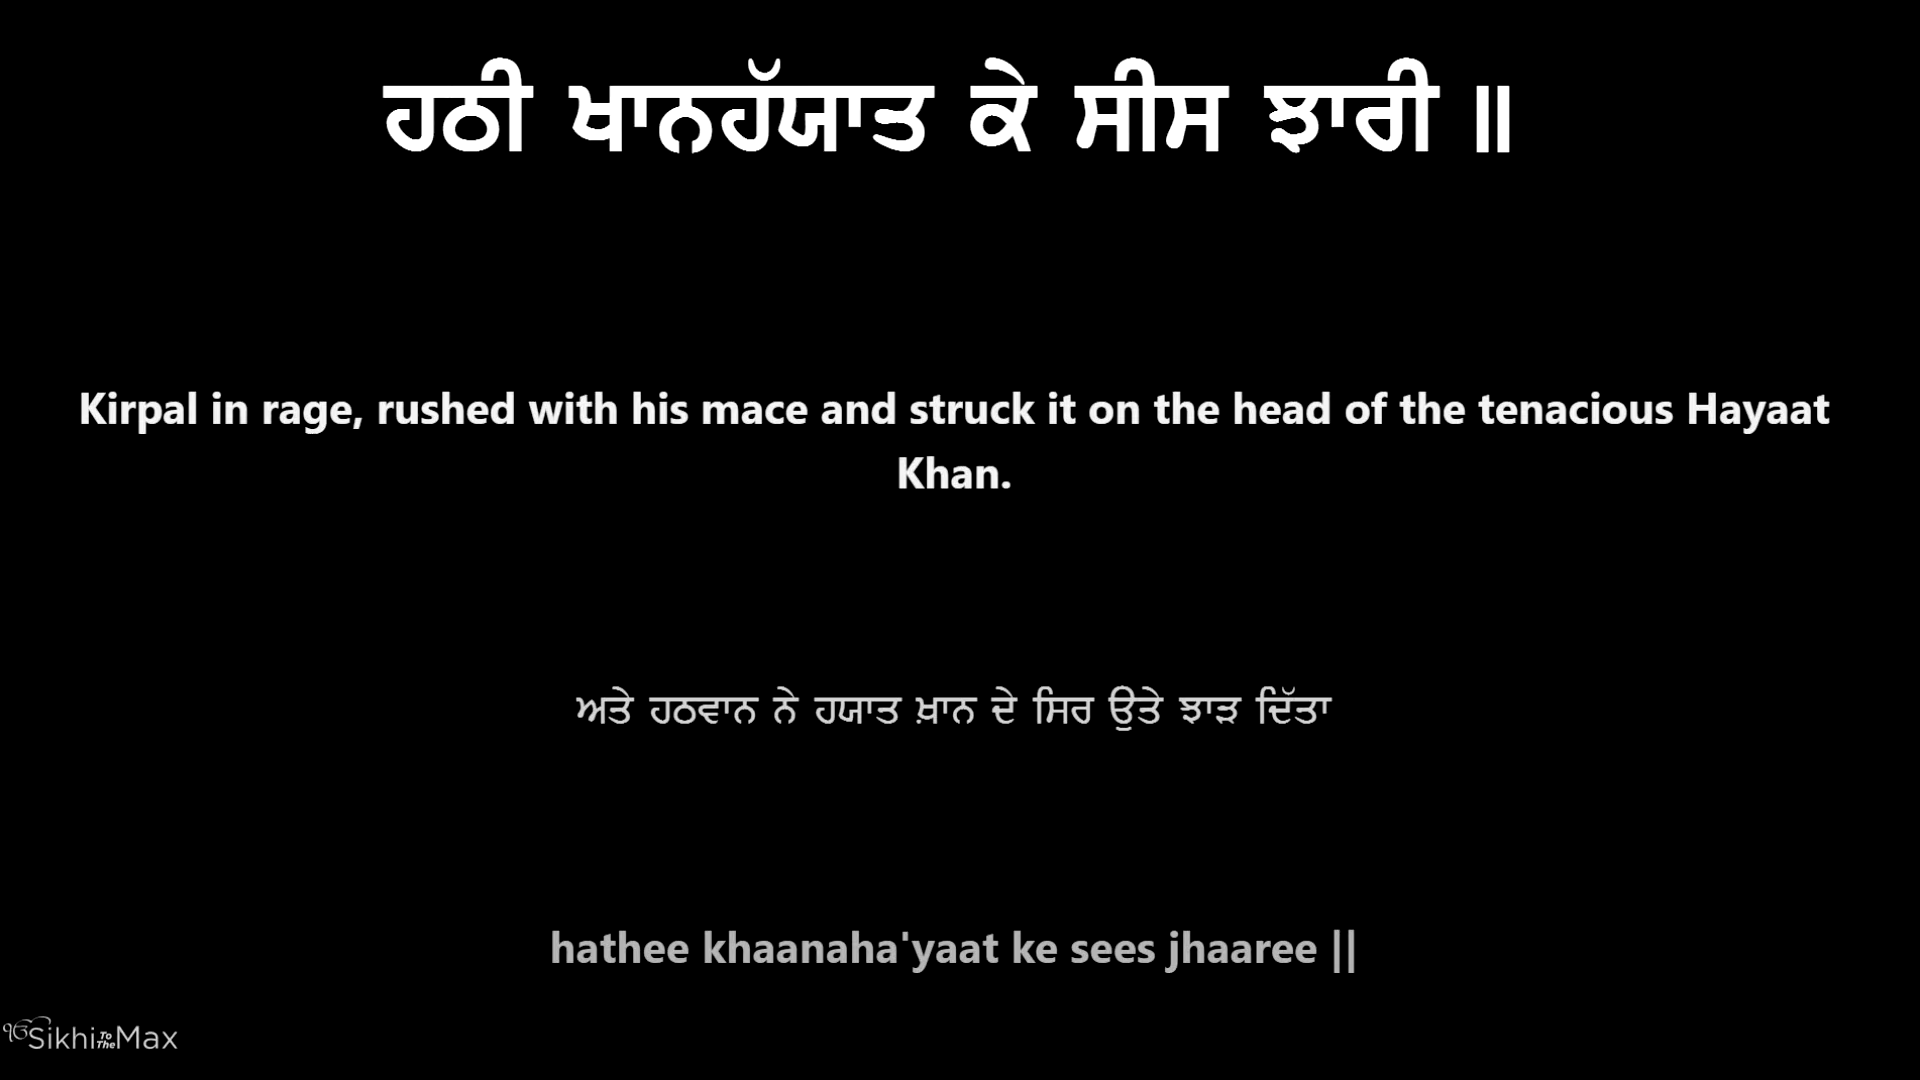 ਹਠੀ ਖਾਨਹੱਯਾਤ ਕੇ ਸੀਸ ਝਾਰੀ ॥
Kirpal in rage, rushed with his mace and struck it on the head of the tenacious Hayaat
Khan.
ਅਤੇ ਹਠਵਾਨ ਨੇ ਹਯਾਤ ਖ਼ਾਨ ਦੇ ਸਿਰ ਉਤੇ ਝਾੜ ਦਿੱਤਾ
hathee khaanaha'yaat ke sees jhaaree ||
ੴSikhiToTheMax